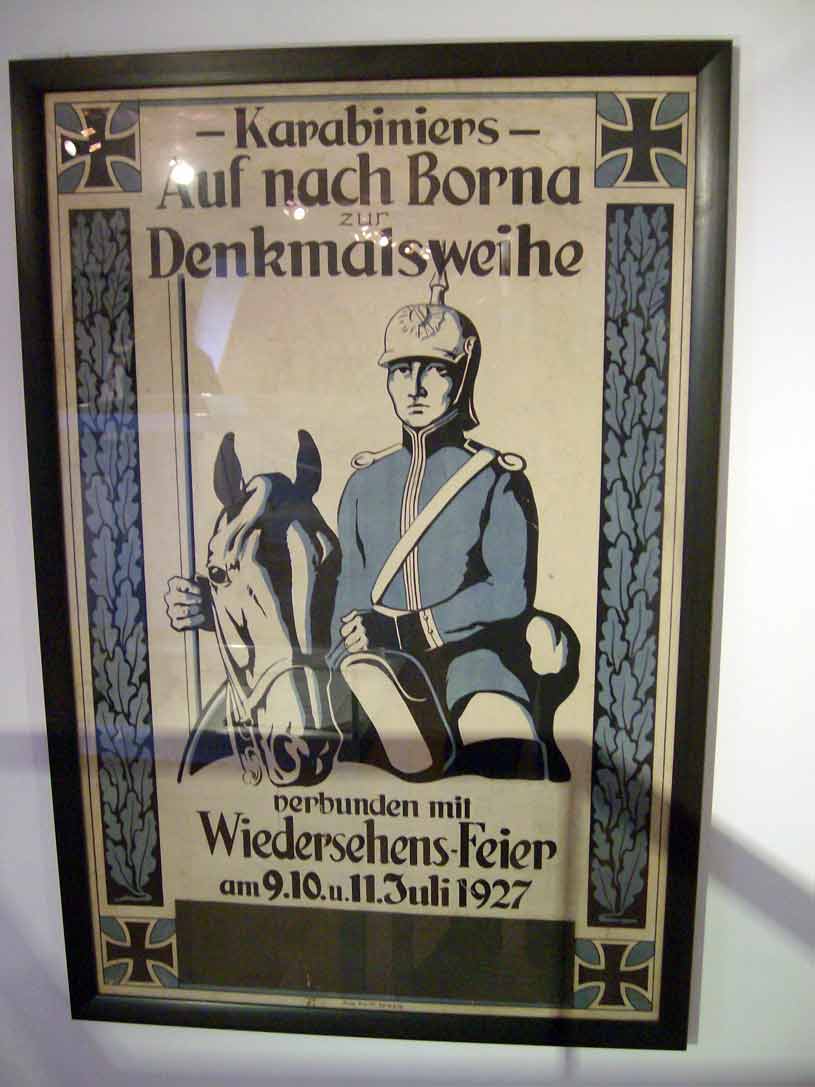 – Karabiniers –
Auf nach Borna
zur
Denkmalsweihe
verbunden mit
Wiedersehens-Feier
am 9.10.u.11.Juli 1927